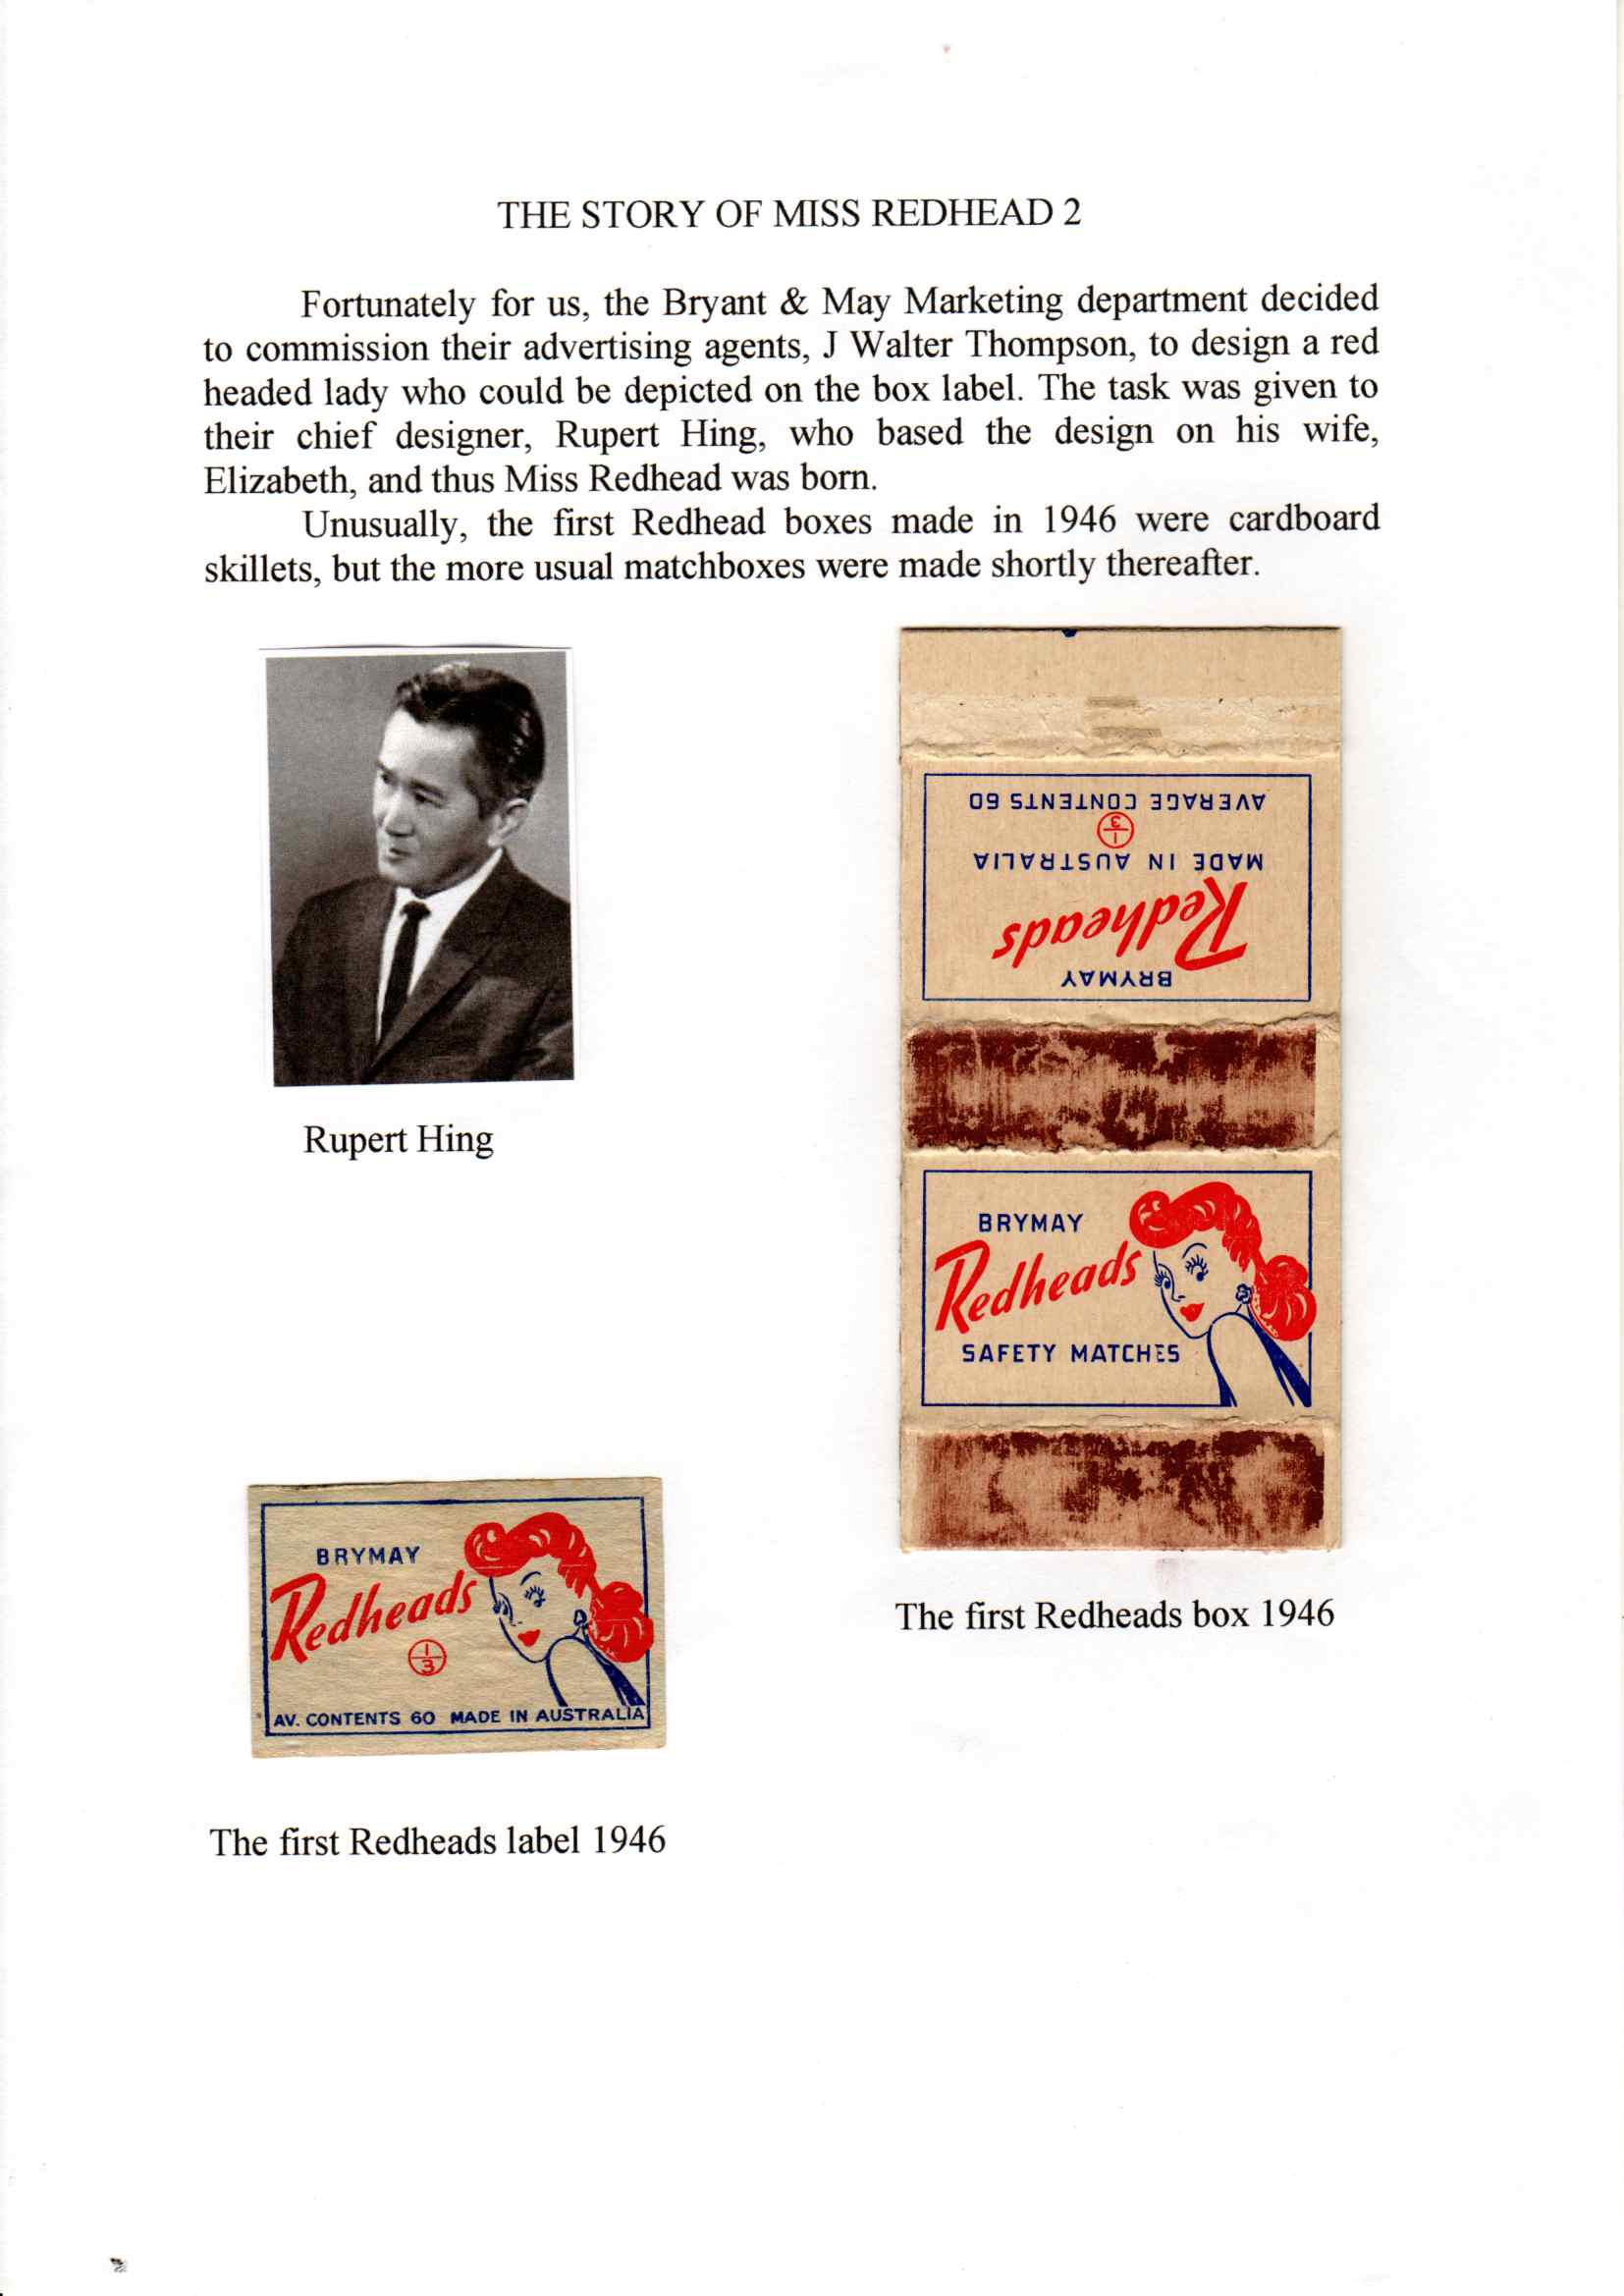 THE STORY OF MISS REDHEAD 2
Fortunately for us, the Bryant & May Marketing department decided
to commission their advertising agents, J Walter Thompson, to design a red
headed lady who could be depicted on the box label. The task was given to
their chief designer, Rupert Hing, who based the design on his wife,
Elizabeth, and thus Miss Redhead was born.
Unusually, the first Redhead boxes made in 1946 were cardboard
skillets, but the more usual matchboxes were made shortly thereafter.
Rupert Hing
BRYMAY
Redheads
1/3
AV. CONTENTS 60 MADE IN AUSTRALIA
The first Redheads label 1946
BRYMAY
Redheads
MADE IN AUSTRALIA
1/3
AVERAGE CONTENTS 60
BRYMAY
Redheads
SAFETY MATCHES
The first Redheads box 1946